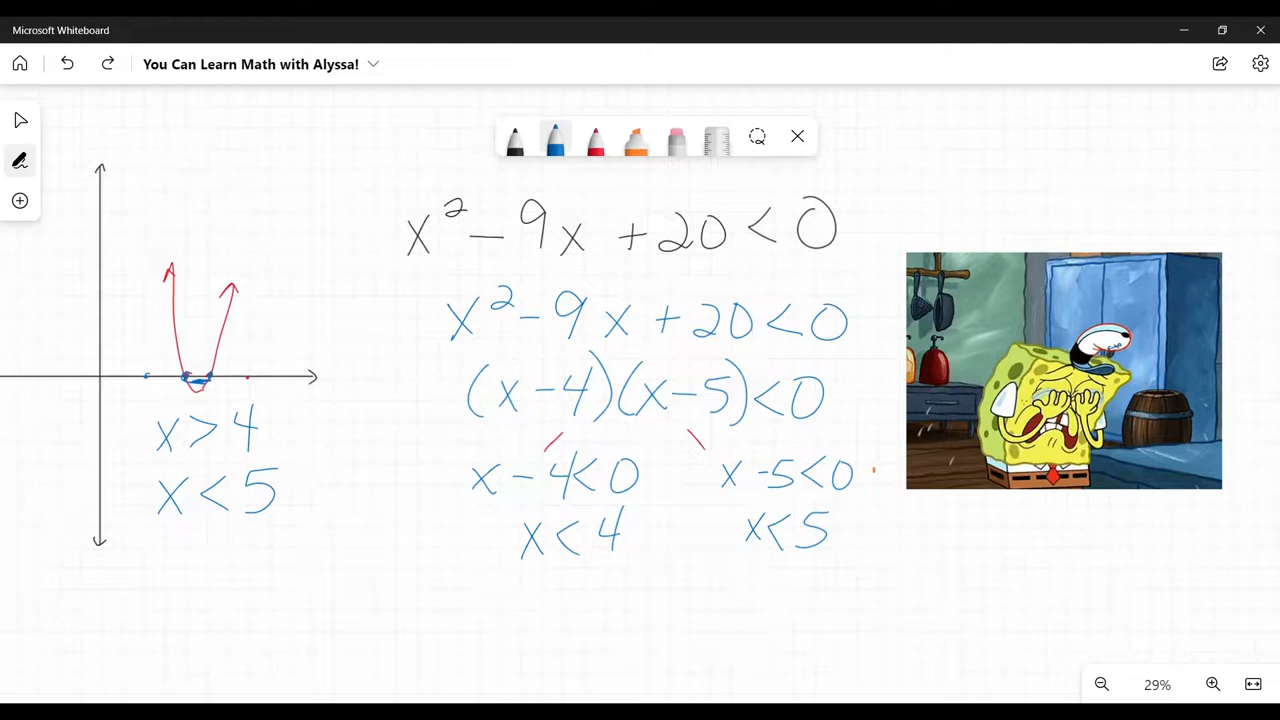 Microsoft Whiteboard
You Can Learn Math with Alyssa!
x² - 9x + 20 < 0
x² - 9x + 20 < 0
(x - 4)(x - 5) < 0
x - 4 < 0
x - 5 < 0
x < 4
x < 5
x > 4
x < 5
29%